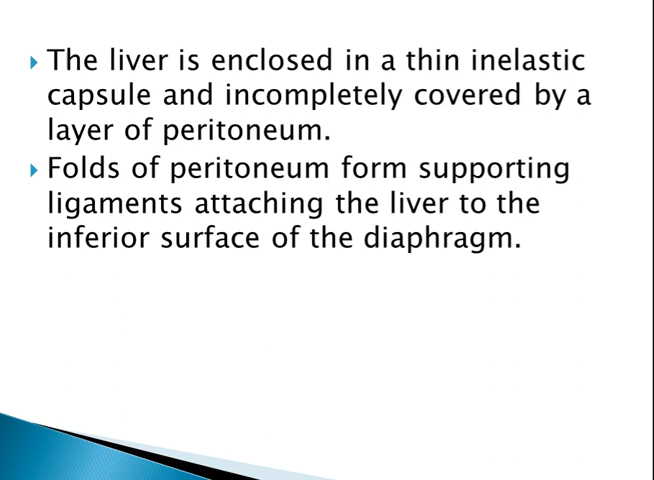 The liver is enclosed in a thin inelastic
capsule and incompletely covered by a
layer of peritoneum.
Folds of peritoneum form supporting
ligaments attaching the liver to the
inferior surface of the diaphragm.